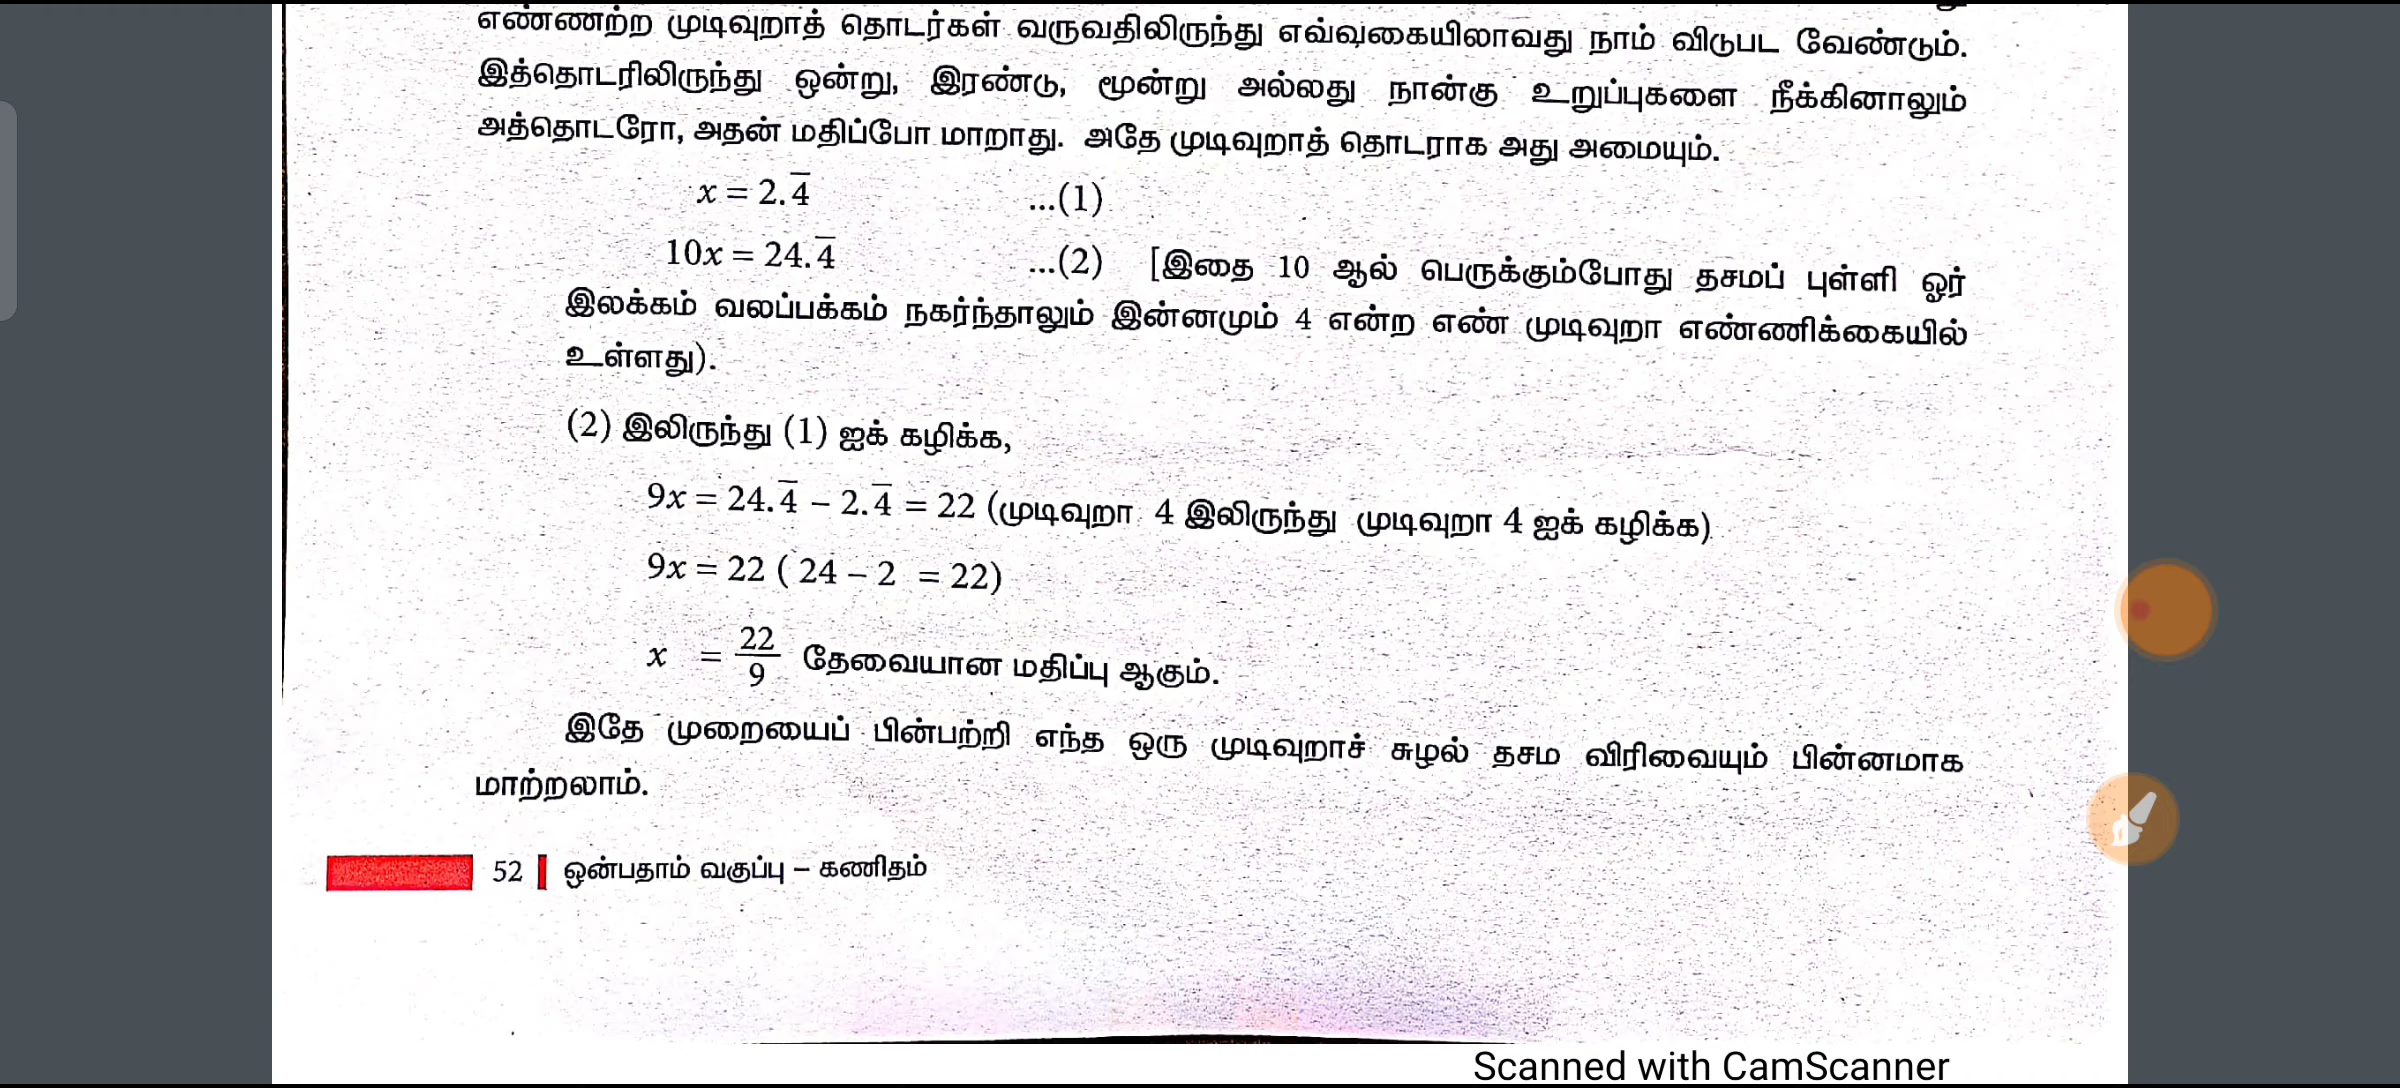 எண்ணற்ற முடிவுறாத் தொடர்கள் வருவதிலிருந்து எவ்வகையிலாவது நாம் விடுபட வேண்டும்.
இத்தொடரிலிருந்து ஒன்று, இரண்டு, மூன்று அல்லது நான்கு உறுப்புகளை நீக்கினாலும்
அத்தொடரோ, அதன் மதிப்போ மாறாது. அதே முடிவுறாத் தொடராக அது அமையும்.
x = 2.4̅ ...(1)
10x = 24.4̅ ...(2) [இதை 10 ஆல் பெருக்கும்போது தசமப் புள்ளி ஓர்
இலக்கம் வலப்பக்கம் நகர்ந்தாலும் இன்னமும் 4 என்ற எண் முடிவுறா எண்ணிக்கையில்
உள்ளது).
(2) இலிருந்து (1) ஐக் கழிக்க,
9x = 24.4̅ – 2.4̅ = 22 (முடிவுறா 4 இலிருந்து முடிவுறா 4 ஐக் கழிக்க)
9x = 22 ( 24 – 2 = 22)
x = 22/9 தேவையான மதிப்பு ஆகும்.
இதே முறையைப் பின்பற்றி எந்த ஒரு முடிவுறாச் சுழல் தசம விரிவையும் பின்னமாக
மாற்றலாம்.
52 ஒன்பதாம் வகுப்பு – கணிதம்
Scanned with CamScanner